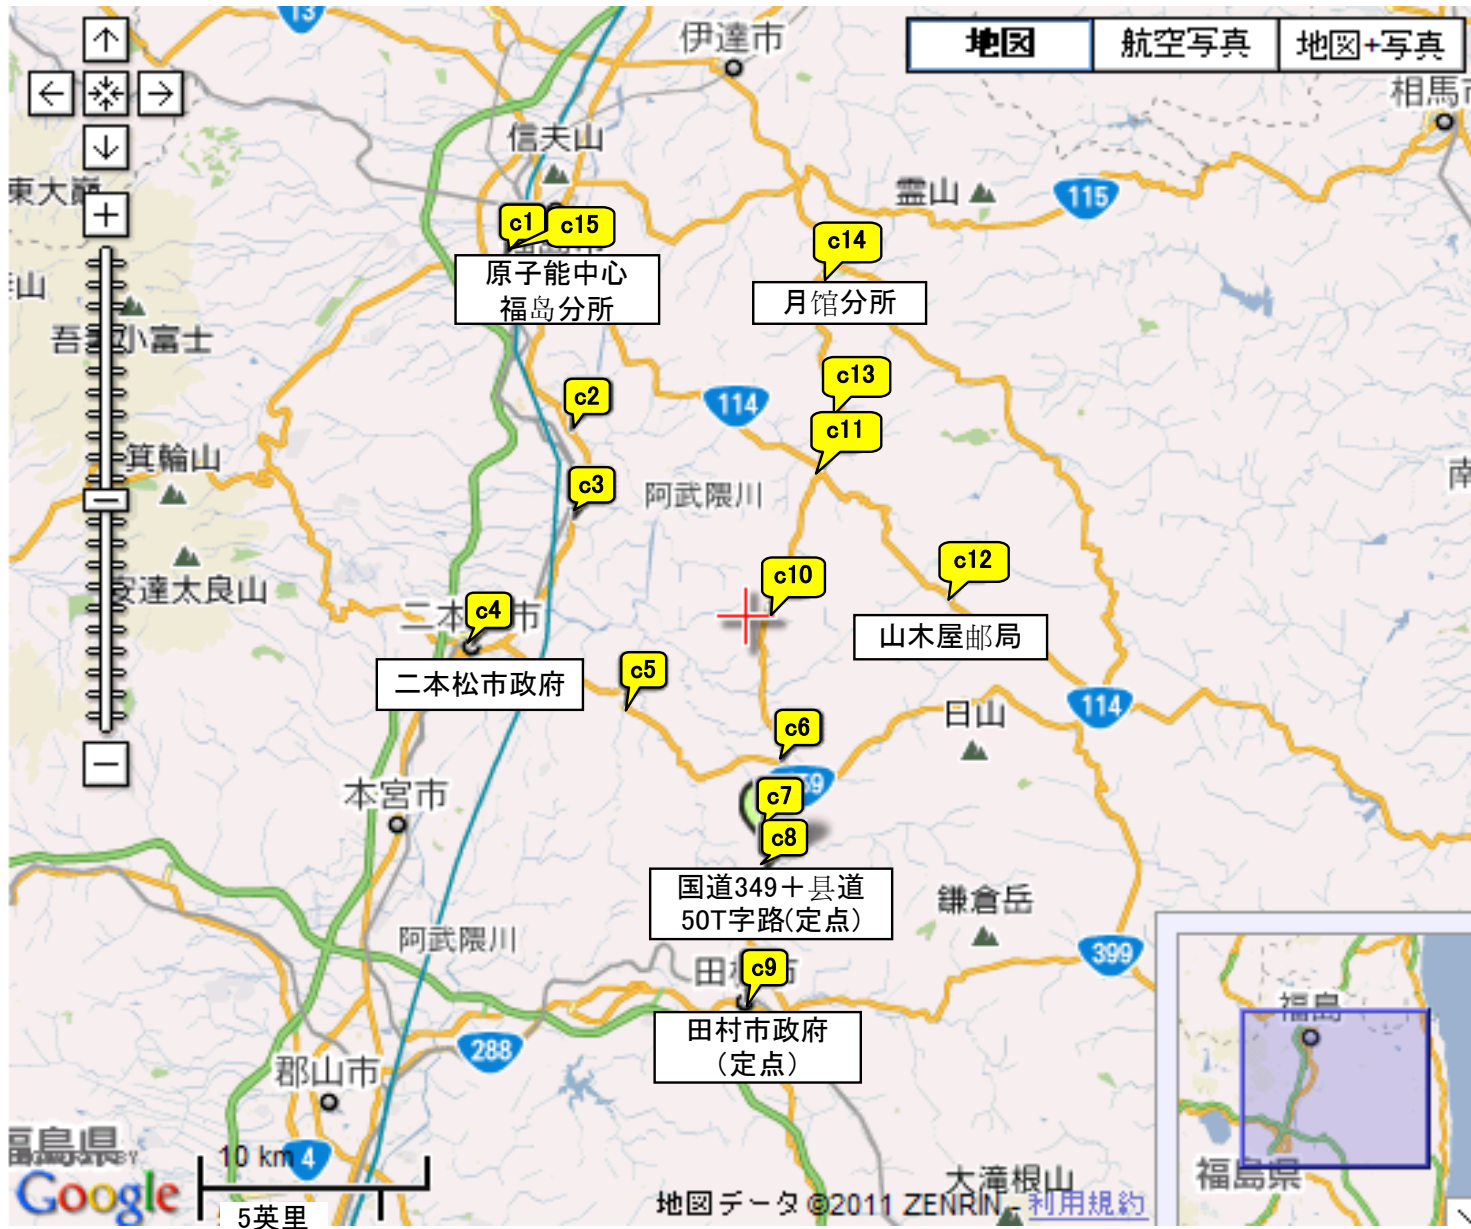 13
伊達市
地図
航空写真
地図+写真
相馬市
信夫山
東大巓
霊山
115
c1
c15
c14
原子能中心
福岛分所
月馆分所
吾妻小富士
c13
c2
114
c11
箕輪山
c3
阿武隈川
南
c12
c10
安達太良山
c4
二本松市
山木屋邮局
c5
二本松市政府
114
日山
c6
本宮市
c7
c8
国道349＋县道
50T字路(定点)
鎌倉岳
阿武隈川
399
田村市
c9
田村市政府
（定点）
288
郡山市
福島
福島県
10 km
4
福島県
大滝根山
Google
5英里
地図データ ©2011 ZENRIN - 利用規約